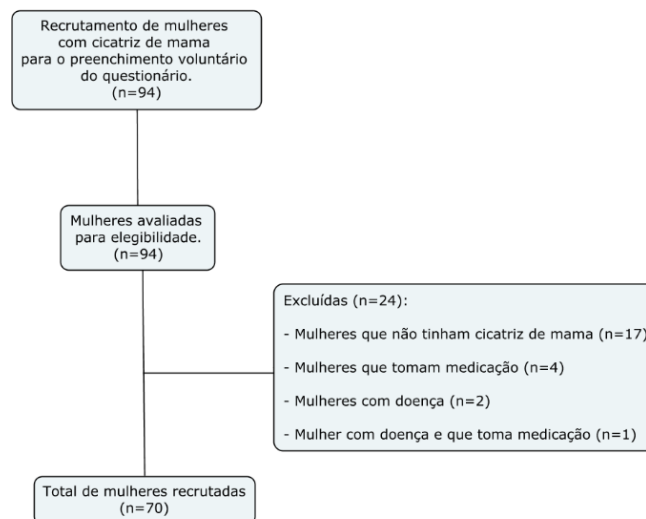 Recrutamento de mulheres
com cicatriz de mama
para o preenchimento voluntário
do questionário.
(n=94)
Mulheres avaliadas
para elegibilidade.
(n=94)
Excluídas (n=24):
- Mulheres que não tinham cicatriz de mama (n=17)
- Mulheres que tomam medicação (n=4)
- Mulheres com doença (n=2)
- Mulher com doença e que toma medicação (n=1)
Total de mulheres recrutadas
(n=70)